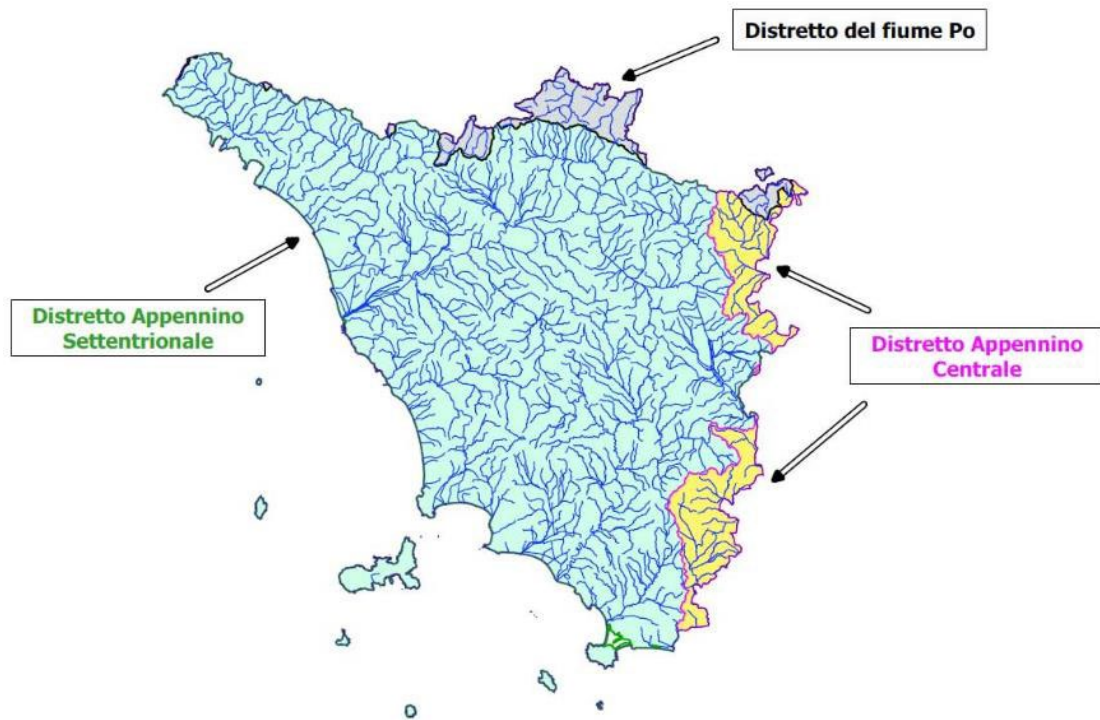 Distretto del fiume Po
Distretto Appennino
Settentrionale
Distretto Appennino
Centrale